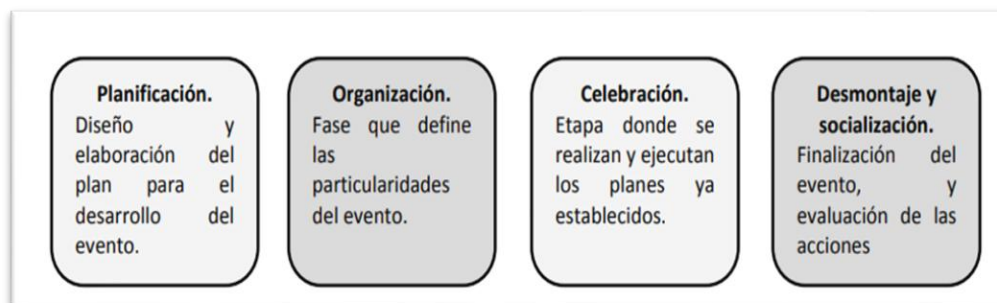 Planificación.
Diseño y
elaboración del
plan para el
desarrollo del
evento.
Organización.
Fase que define
las
particularidades
del evento.
Celebración.
Etapa donde se
realizan y ejecutan
los planes ya
establecidos.
Desmontaje y
socialización.
Finalización del
evento, y
evaluación de las
acciones